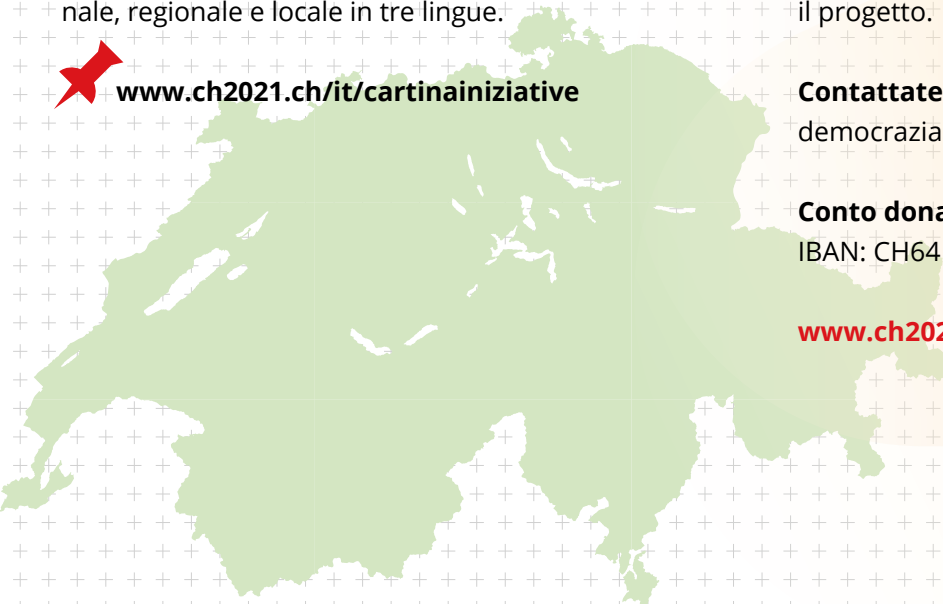 nale, regionale e locale in tre lingue.
www.ch2021.ch/it/cartinainiziative
il progetto.
Contattate
democrazia
Conto dona
IBAN: CH64
www.ch202